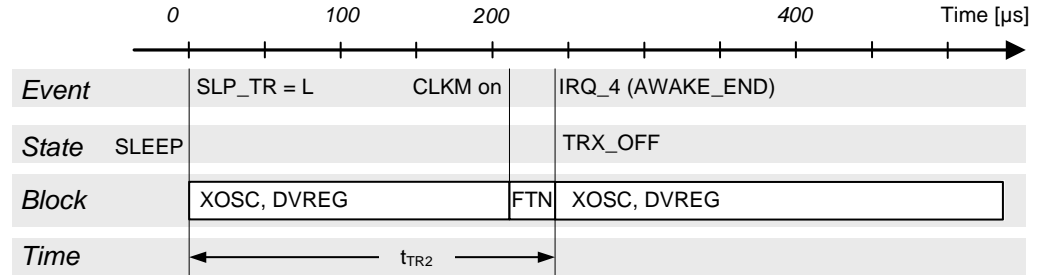 0 100 200 400 Time [µs]
Event SLP_TR = L CLKM on IRQ_4 (AWAKE_END)
State SLEEP TRX_OFF
Block XOSC, DVREG FTN XOSC, DVREG
Time tTR2